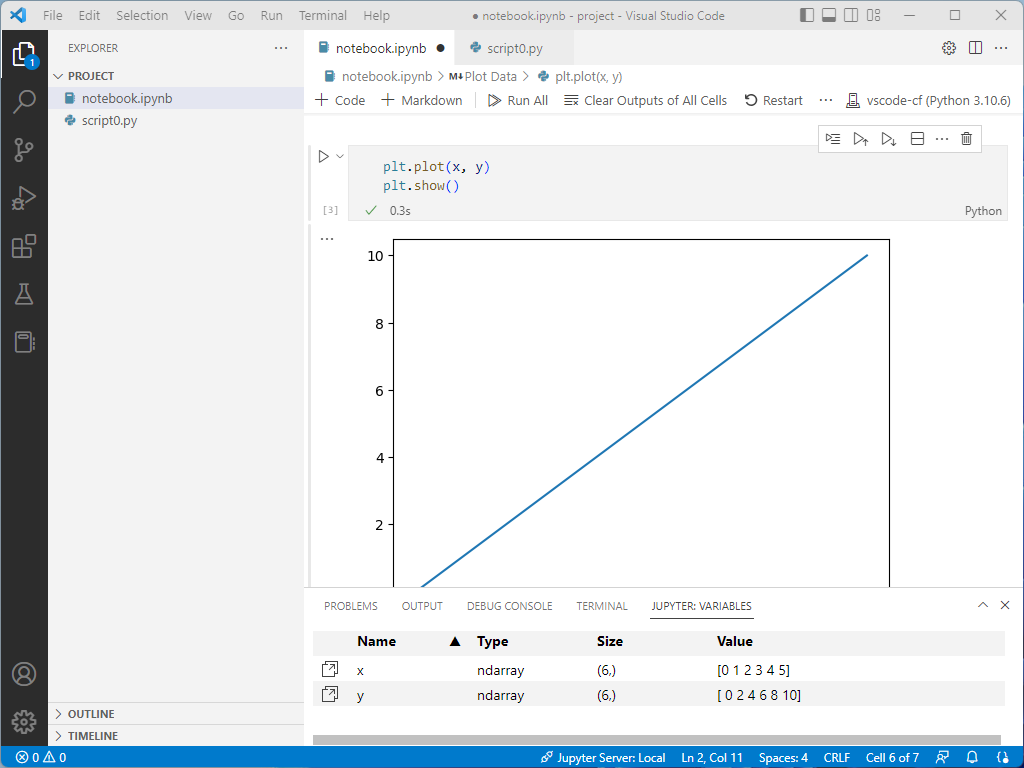 File Edit Selection View Go Run Terminal Help ● notebook.ipynb - project - Visual Studio Code
EXPLORER ···
PROJECT
notebook.ipynb
script0.py
OUTLINE
TIMELINE
1
notebook.ipynb ● script0.py ···
notebook.ipynb > M↓ Plot Data > plt.plot(x, y)
+ Code + Markdown Run All Clear Outputs of All Cells Restart ··· vscode-cf (Python 3.10.6)
plt.plot(x, y)
plt.show()
[3] ✓ 0.3s Python
10
8
6
4
2
PROBLEMS OUTPUT DEBUG CONSOLE TERMINAL JUPYTER: VARIABLES
Name ▲ Type Size Value
x ndarray (6,) [0 1 2 3 4 5]
y ndarray (6,) [ 0 2 4 6 8 10]
0 0 Jupyter Server: Local Ln 2, Col 11 Spaces: 4 CRLF Cell 6 of 7